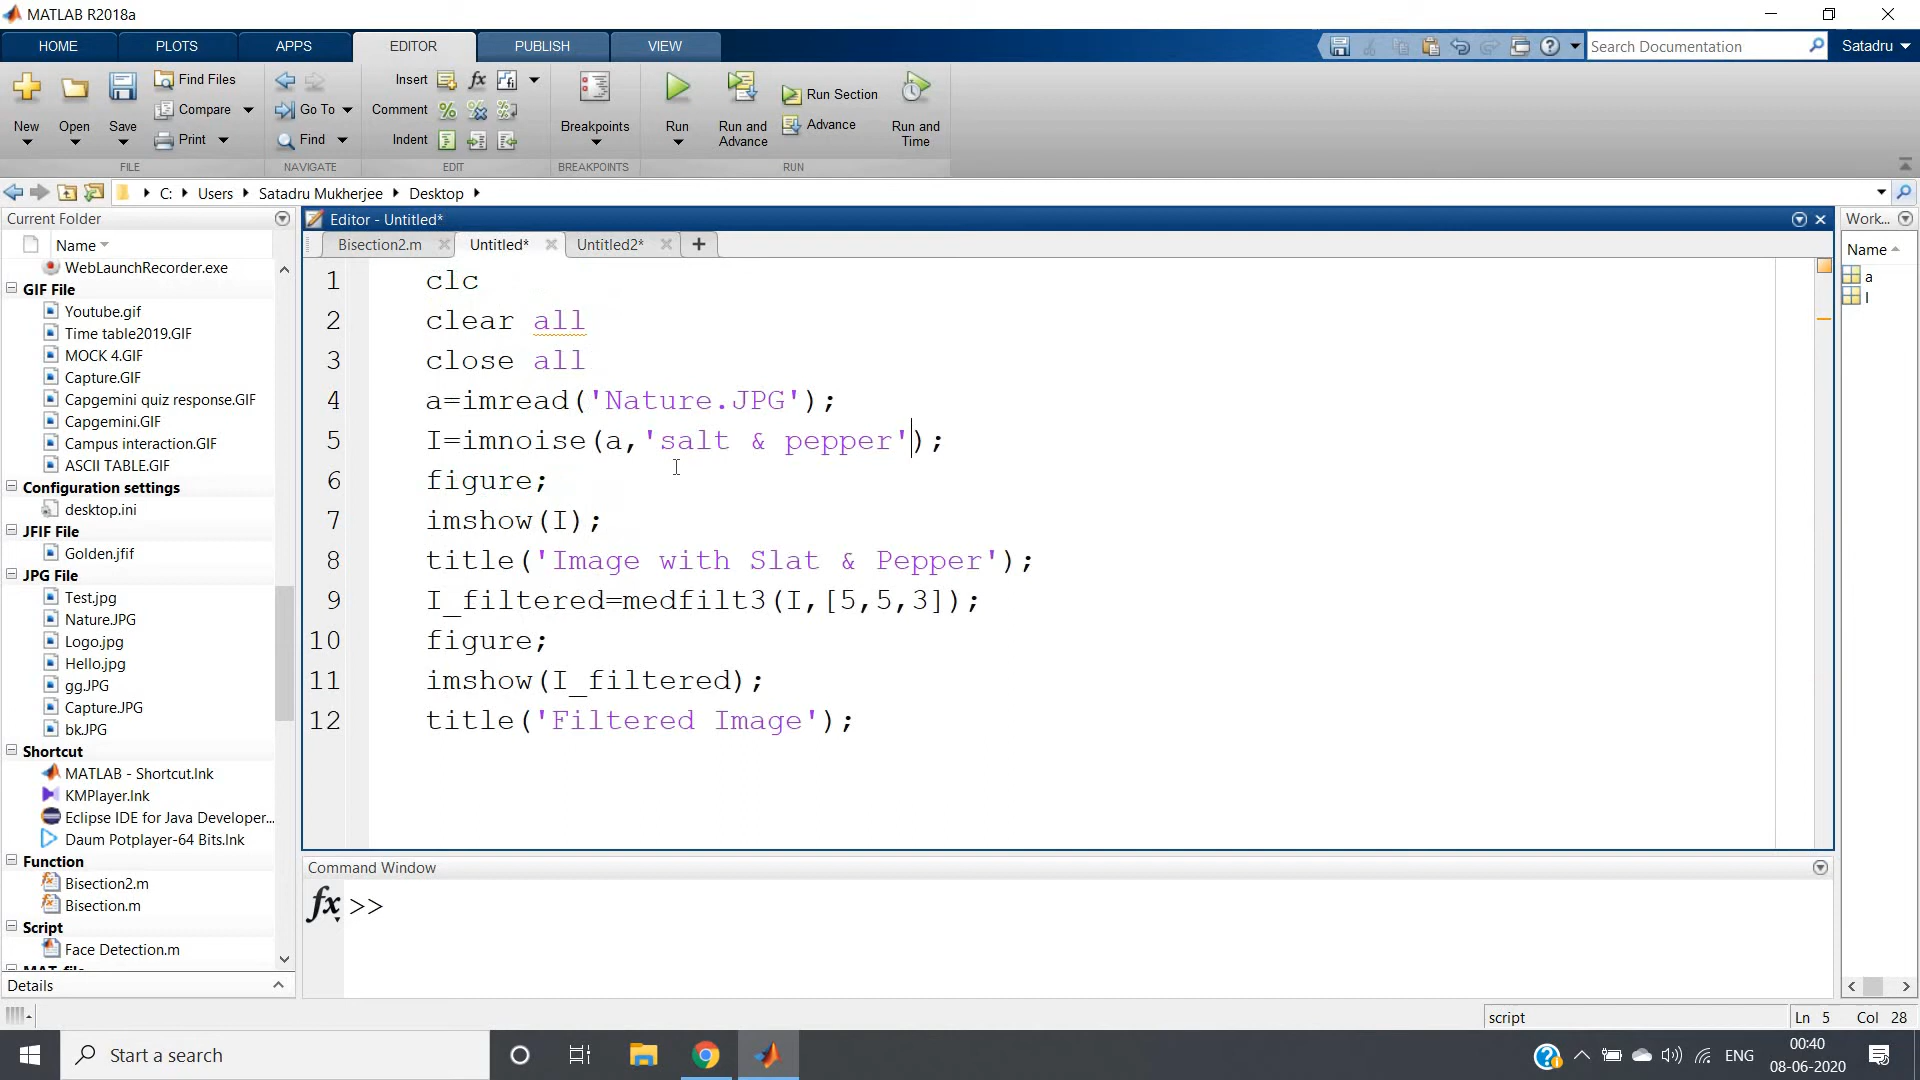 MATLAB R2018a
HOME PLOTS APPS EDITOR PUBLISH VIEW
Search Documentation
Satadru
New
Open
Save
Find Files
Compare
Print
FILE
Go To
Find
NAVIGATE
Insert
Comment
Indent
EDIT
Breakpoints
BREAKPOINTS
Run
Run and Advance
Run Section
Advance
Run and Time
RUN
C: Users Satadru Mukherjee Desktop
Current Folder
Name
WebLaunchRecorder.exe
GIF File
Youtube.gif
Time table2019.GIF
MOCK 4.GIF
Capture.GIF
Capgemini quiz response.GIF
Capgemini.GIF
Campus interaction.GIF
ASCII TABLE.GIF
Configuration settings
desktop.ini
JFIF File
Golden.jfif
JPG File
Test.jpg
Nature.JPG
Logo.jpg
Hello.jpg
gg.JPG
Capture.JPG
bk.JPG
Shortcut
MATLAB - Shortcut.lnk
KMPlayer.lnk
Eclipse IDE for Java Developer...
Daum Potplayer-64 Bits.lnk
Function
Bisection2.m
Bisection.m
Script
Face Detection.m
Details
Editor - Untitled*
Bisection2.m Untitled* Untitled2* +
1 clc
2 clear all
3 close all
4 a=imread('Nature.JPG');
5 I=imnoise(a,'salt & pepper');
6 figure;
7 imshow(I);
8 title('Image with Slat & Pepper');
9 I_filtered=medfilt3(I,[5,5,3]);
10 figure;
11 imshow(I_filtered);
12 title('Filtered Image');
Command Window
fx >>
Work...
Name
a
I
script
Ln 5 Col 28
Start a search
ENG
00:40
08-06-2020